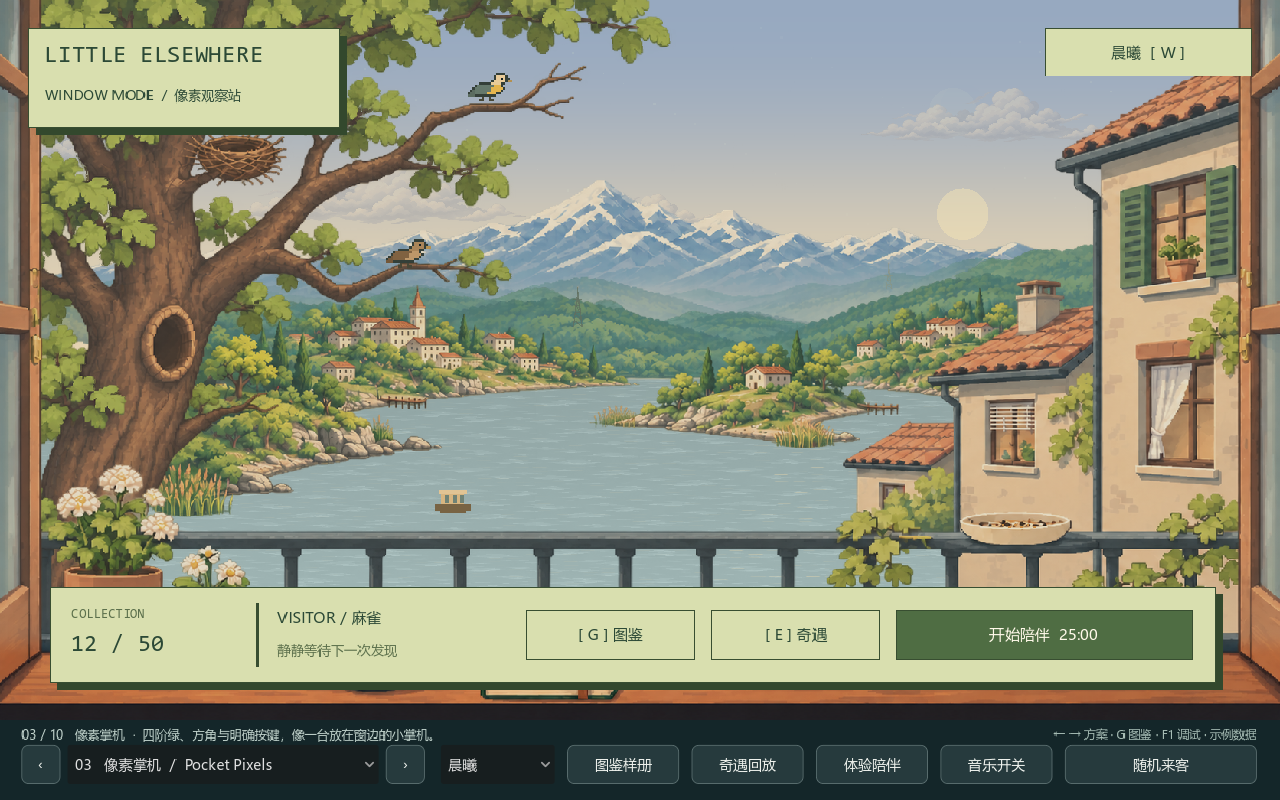 LITTLE ELSEWHERE
WINDOW MODE / 像素观察站
晨曦 [ W ]
COLLECTION
12 / 50
VISITOR / 麻雀
静静等待下一次发现
[ G ] 图鉴
[ E ] 奇遇
开始陪伴 25:00
03 / 10 像素掌机 · 四阶绿、方角与明确按键，像一台放在窗边的小掌机。
←→ 方案 · G 图鉴 · F1 调试 · 示例数据
‹
03 像素掌机 / Pocket Pixels
›
晨曦
图鉴样册
奇遇回放
体验陪伴
音乐开关
随机来客